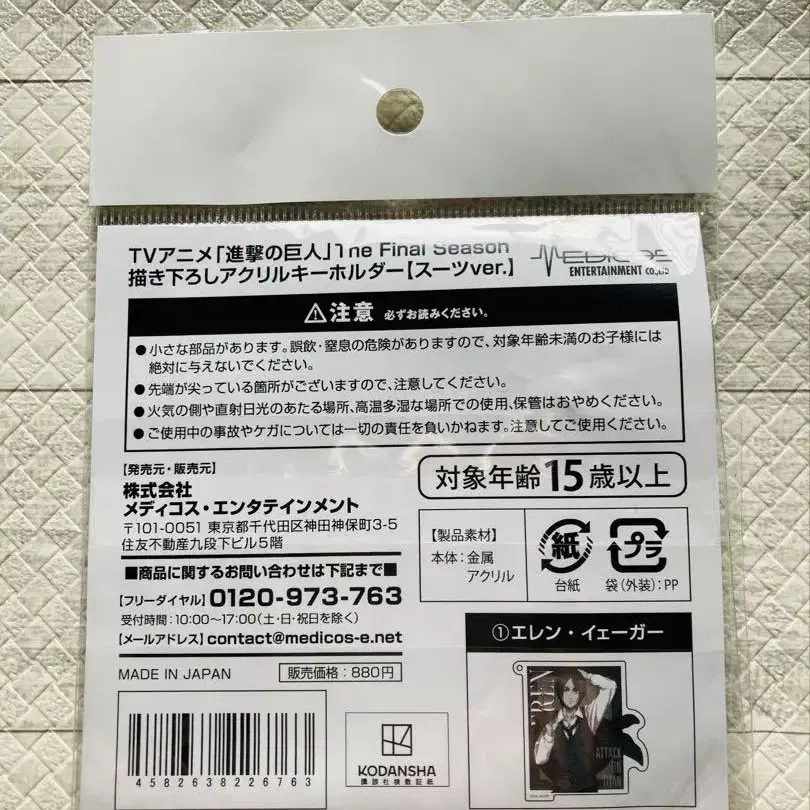 TVアニメ「進撃の巨人」The Final Season
描き下ろしアクリルキーホルダー【スーツver.】
MEDICOS
ENTERTAINMENT CO.,LTD
注意 必ずお読みください。
●小さな部品があります。誤飲・窒息の危険がありますので、対象年齢未満のお子様には
絶対に与えないでください。
●先端が尖っている箇所がございますので、注意してください。
●火気の側や直射日光のあたる場所、高温多湿な場所での使用、保管はおやめください。
●ご使用中の事故やケガについては一切の責任を負いかねます。注意してご使用ください。
【発売元・販売元】
株式会社
メディコス・エンタテインメント
〒101-0051 東京都千代田区神田神保町3-5
住友不動産九段下ビル5階
■商品に関するお問い合わせは下記まで■
【フリーダイヤル】0120-973-763
受付時間:10:00〜17:00(土・日・祝日を除く)
【メールアドレス】contact@medicos-e.net
MADE IN JAPAN
販売価格:880円
4582638226763
KODANSHA
講談社検数証紙
対象年齢15歳以上
【製品素材】
本体:金属
アクリル
紙
台紙
プラ
袋(外装):PP
①エレン・イェーガー
EREN
ATTACK
ON
TITAN